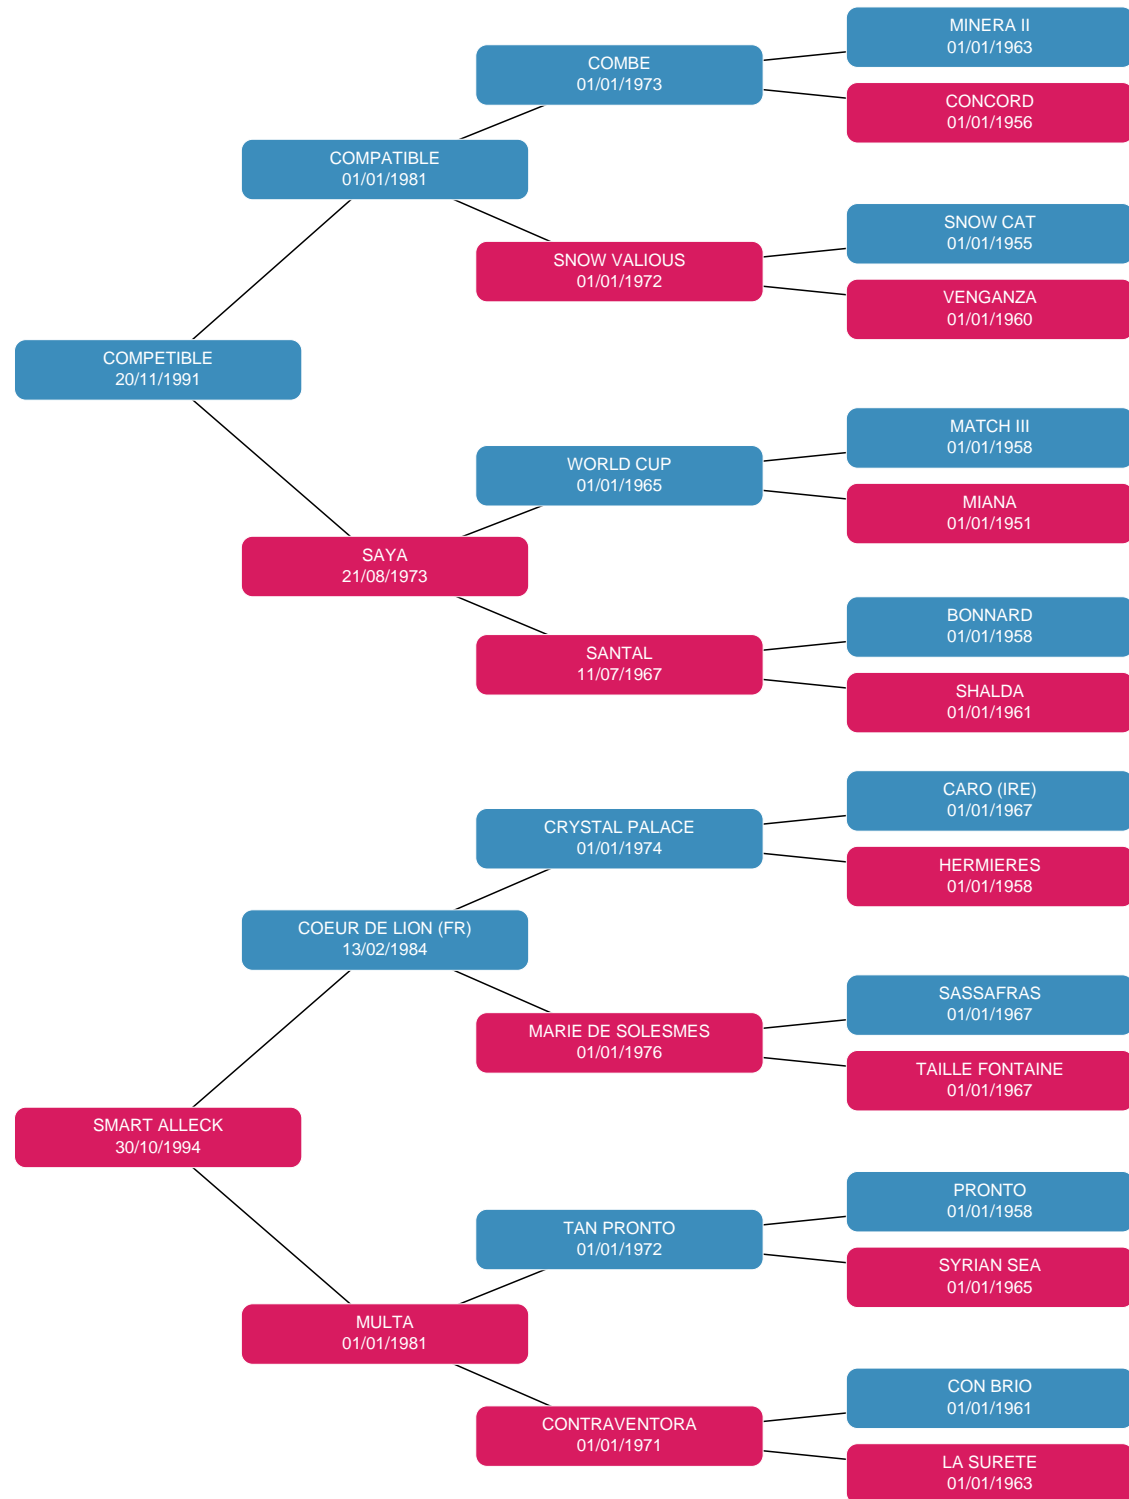 MINERA II
01/01/1963
COMBE
01/01/1973
CONCORD
01/01/1956
COMPATIBLE
01/01/1981
SNOW CAT
01/01/1955
SNOW VALIOUS
01/01/1972
VENGANZA
01/01/1960
COMPETIBLE
20/11/1991
MATCH III
01/01/1958
WORLD CUP
01/01/1965
MIANA
01/01/1951
SAYA
21/08/1973
BONNARD
01/01/1958
SANTAL
11/07/1967
SHALDA
01/01/1961
CARO (IRE)
01/01/1967
CRYSTAL PALACE
01/01/1974
HERMIERES
01/01/1958
COEUR DE LION (FR)
13/02/1984
SASSAFRAS
01/01/1967
MARIE DE SOLESMES
01/01/1976
TAILLE FONTAINE
01/01/1967
SMART ALLECK
30/10/1994
PRONTO
01/01/1958
TAN PRONTO
01/01/1972
SYRIAN SEA
01/01/1965
MULTA
01/01/1981
CON BRIO
01/01/1961
CONTRAVENTORA
01/01/1971
LA SURETE
01/01/1963